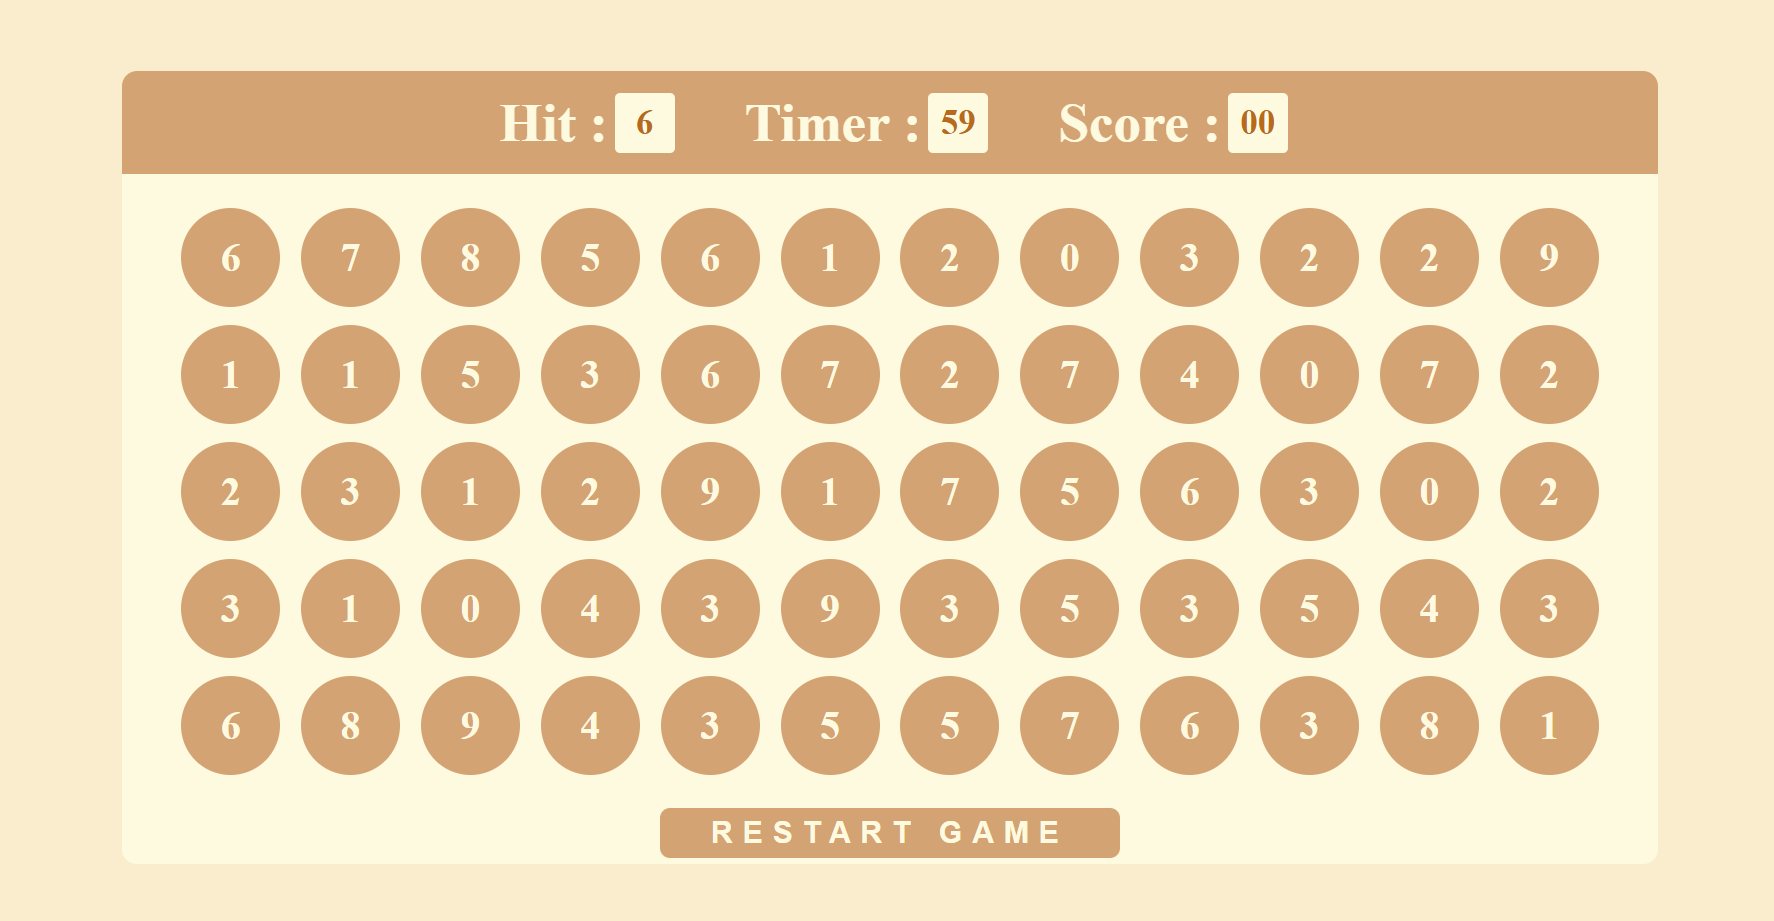 Hit : 6 Timer : 59 Score : 00
6 7 8 5 6 1 2 0 3 2 2 9
1 1 5 3 6 7 2 7 4 0 7 2
2 3 1 2 9 1 7 5 6 3 0 2
3 1 0 4 3 9 3 5 3 5 4 3
6 8 9 4 3 5 5 7 6 3 8 1
RESTART GAME